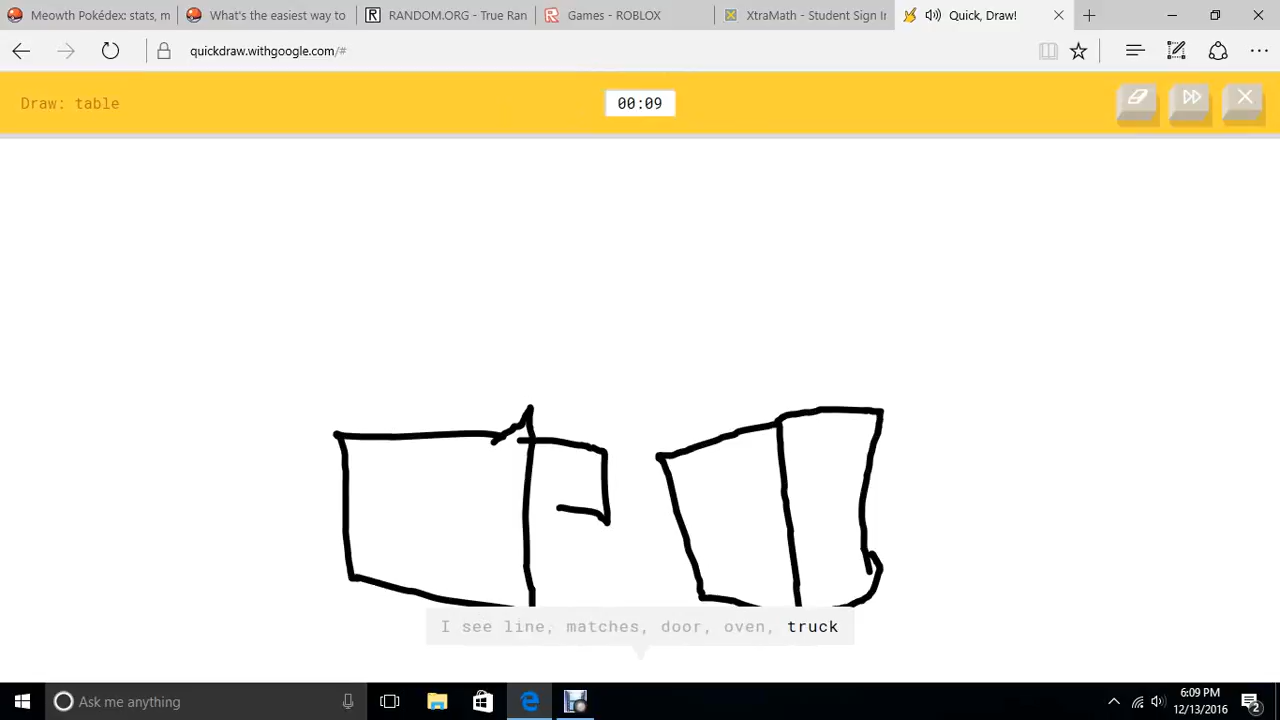 Meowth Pokédex: stats, m
What's the easiest way to
RANDOM.ORG - True Ran
Games - ROBLOX
XtraMath - Student Sign In
Quick, Draw!
quickdraw.withgoogle.com/#
Draw: table
00:09
I see line, matches, door, oven, truck
Ask me anything
6:09 PM
12/13/2016
2